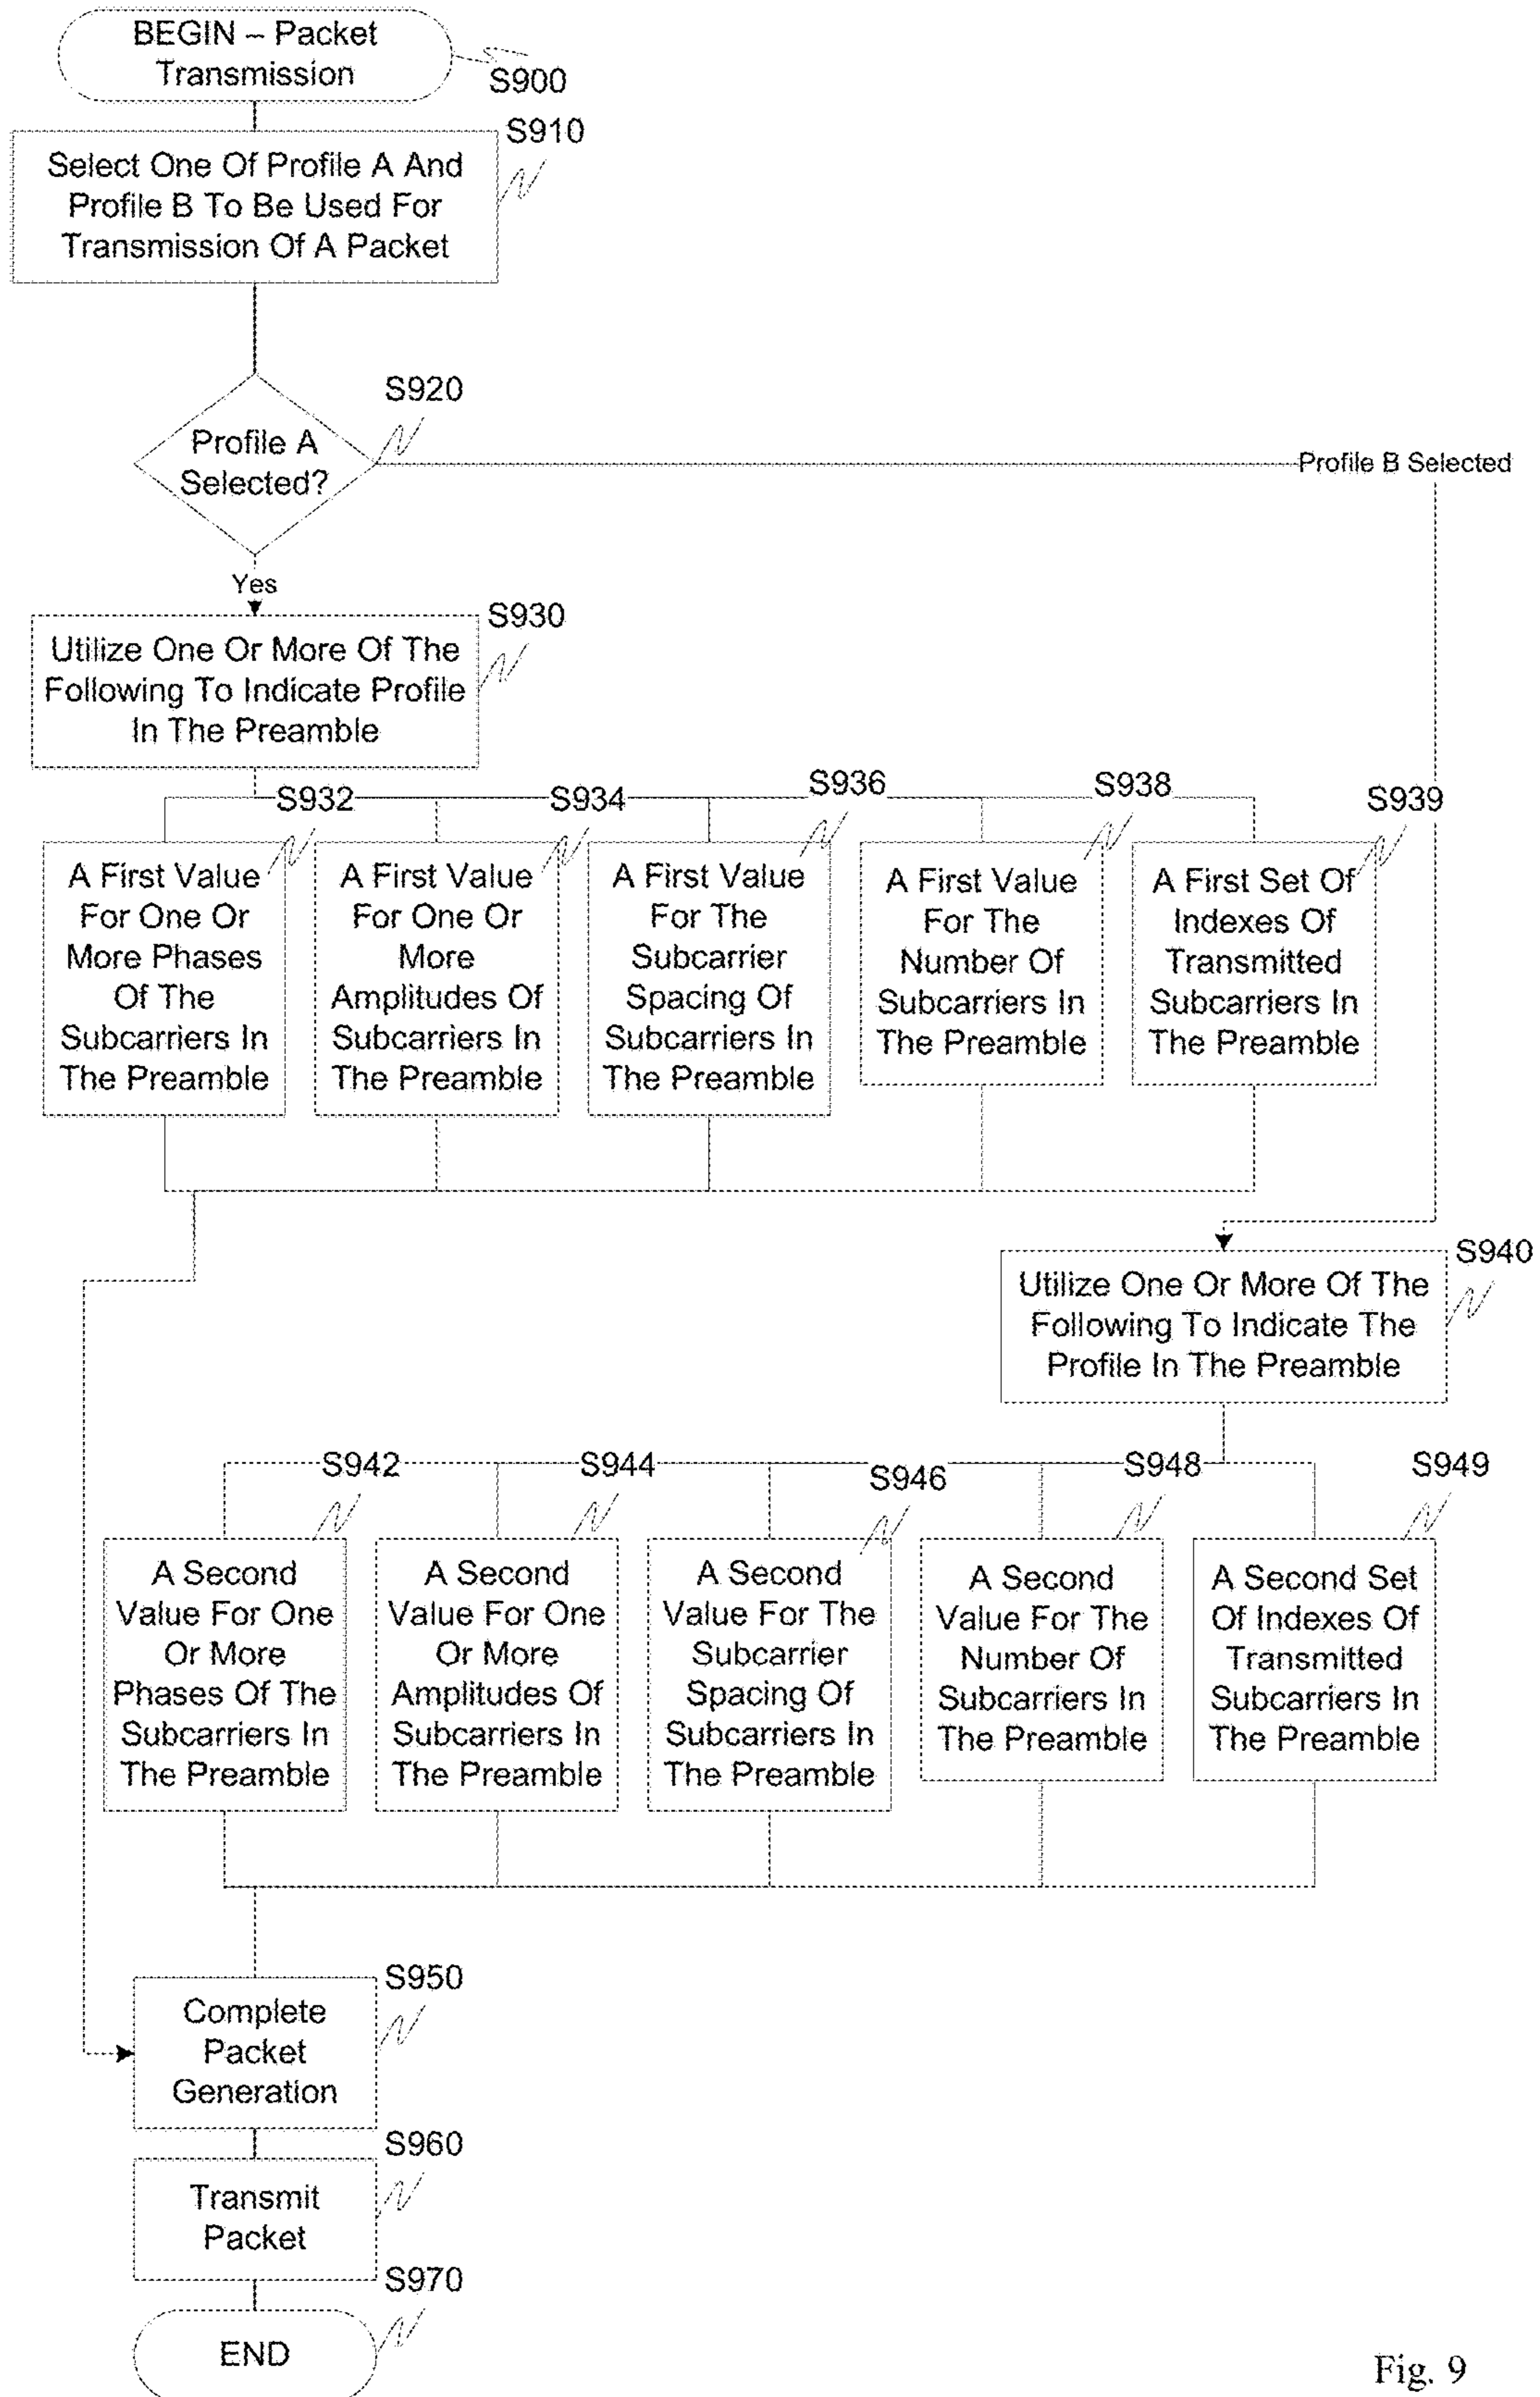 BEGIN – Packet
Transmission
S900
S910
Select One Of Profile A And
Profile B To Be Used For
Transmission Of A Packet
S920
Profile A
Selected?
Profile B Selected
Yes
S930
Utilize One Or More Of The
Following To Indicate Profile
In The Preamble
S932
A First Value
For One Or
More Phases
Of The
Subcarriers In
The Preamble
S934
A First Value
For One Or
More
Amplitudes Of
Subcarriers In
The Preamble
S936
A First Value
For The
Subcarrier
Spacing Of
Subcarriers In
The Preamble
S938
A First Value
For The
Number Of
Subcarriers In
The Preamble
S939
A First Set Of
Indexes Of
Transmitted
Subcarriers In
The Preamble
S940
Utilize One Or More Of The
Following To Indicate The
Profile In The Preamble
S942
A Second
Value For One
Or More
Phases Of The
Subcarriers In
The Preamble
S944
A Second
Value For One
Or More
Amplitudes Of
Subcarriers In
The Preamble
S946
A Second
Value For The
Subcarrier
Spacing Of
Subcarriers In
The Preamble
S948
A Second
Value For The
Number Of
Subcarriers In
The Preamble
S949
A Second Set
Of Indexes Of
Transmitted
Subcarriers In
The Preamble
S950
Complete
Packet
Generation
S960
Transmit
Packet
S970
END
Fig. 9